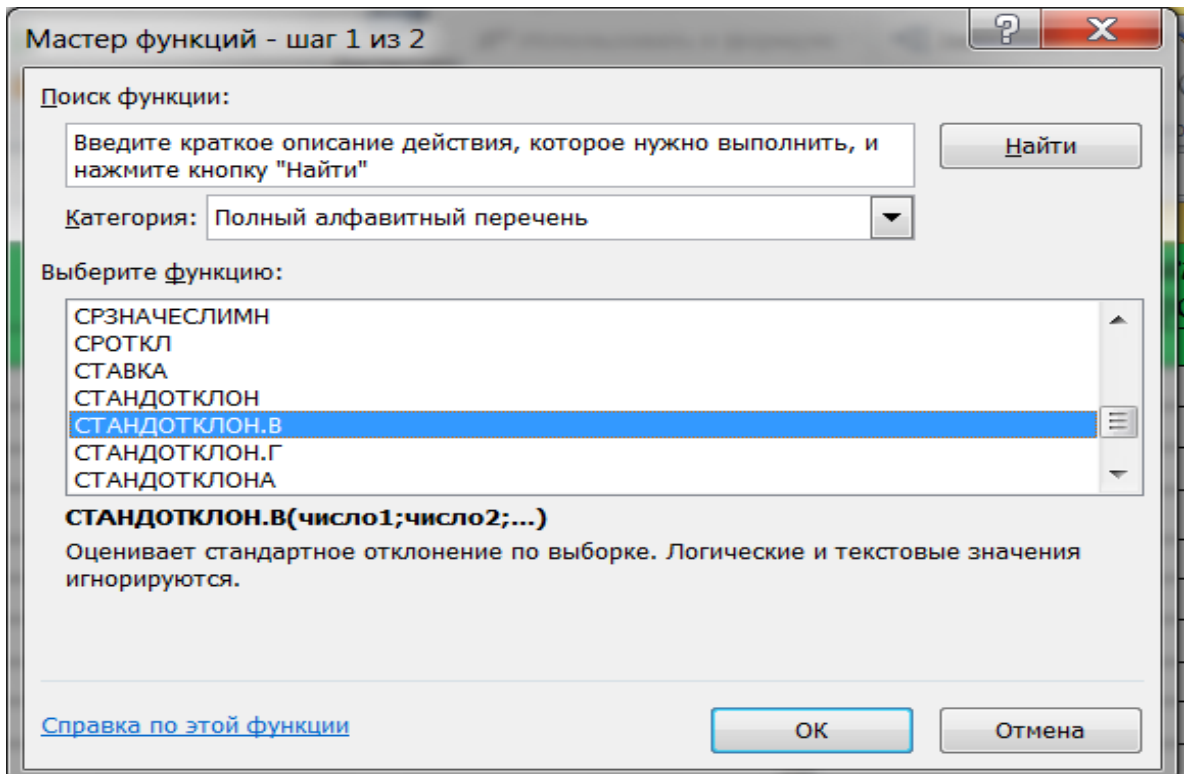 Мастер функций - шаг 1 из 2
Поиск функции:
Введите краткое описание действия, которое нужно выполнить, и
нажмите кнопку "Найти"
Найти
Категория: Полный алфавитный перечень
Выберите функцию:
СРЗНАЧЕСЛИМН
СРОТКЛ
СТАВКА
СТАНДОТКЛОН
СТАНДОТКЛОН.В
СТАНДОТКЛОН.Г
СТАНДОТКЛОНА
СТАНДОТКЛОН.В(число1;число2;...)
Оценивает стандартное отклонение по выборке. Логические и текстовые значения
игнорируются.
Справка по этой функции
ОК
Отмена